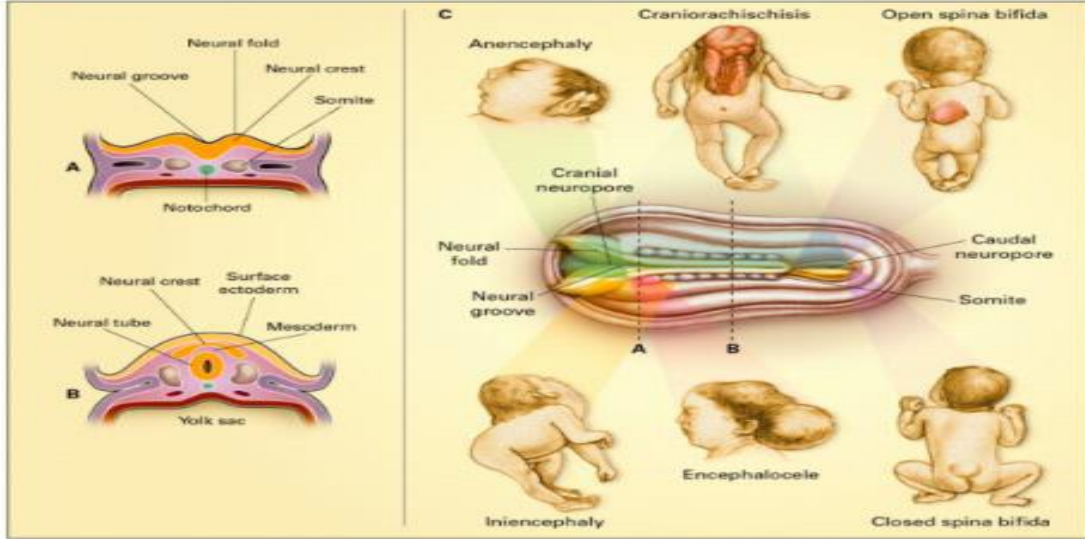 Neural fold
Neural groove
Neural crest
Somite
A
Notochord
Neural crest
Surface
ectoderm
Neural tube
Mesoderm
B
Yolk sac
C
Craniorachischisis
Open spina bifida
Anencephaly
Cranial
neuropore
Neural
fold
Caudal
neuropore
Neural
groove
Somite
A
B
Encephalocele
Iniencephaly
Closed spina bifida